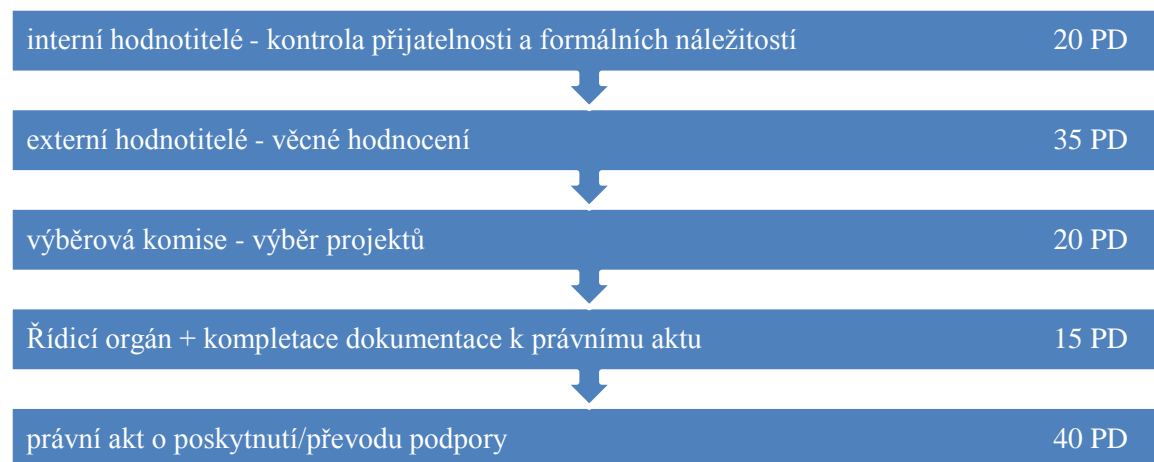 interní hodnotitelé - kontrola přijatelnosti a formálních náležitostí 20 PD
externí hodnotitelé - věcné hodnocení 35 PD
výběrová komise - výběr projektů 20 PD
Řídicí orgán + kompletace dokumentace k právnímu aktu 15 PD
právní akt o poskytnutí/převodu podpory 40 PD